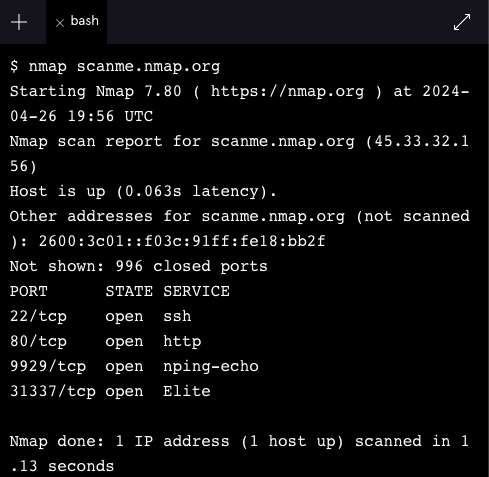 bash
$ nmap scanme.nmap.org
Starting Nmap 7.80 ( https://nmap.org ) at 2024-
04-26 19:56 UTC
Nmap scan report for scanme.nmap.org (45.33.32.1
56)
Host is up (0.063s latency).
Other addresses for scanme.nmap.org (not scanned
): 2600:3c01::f03c:91ff:fe18:bb2f
Not shown: 996 closed ports
PORT      STATE SERVICE
22/tcp    open  ssh
80/tcp    open  http
9929/tcp  open  nping-echo
31337/tcp open  Elite
Nmap done: 1 IP address (1 host up) scanned in 1
.13 seconds